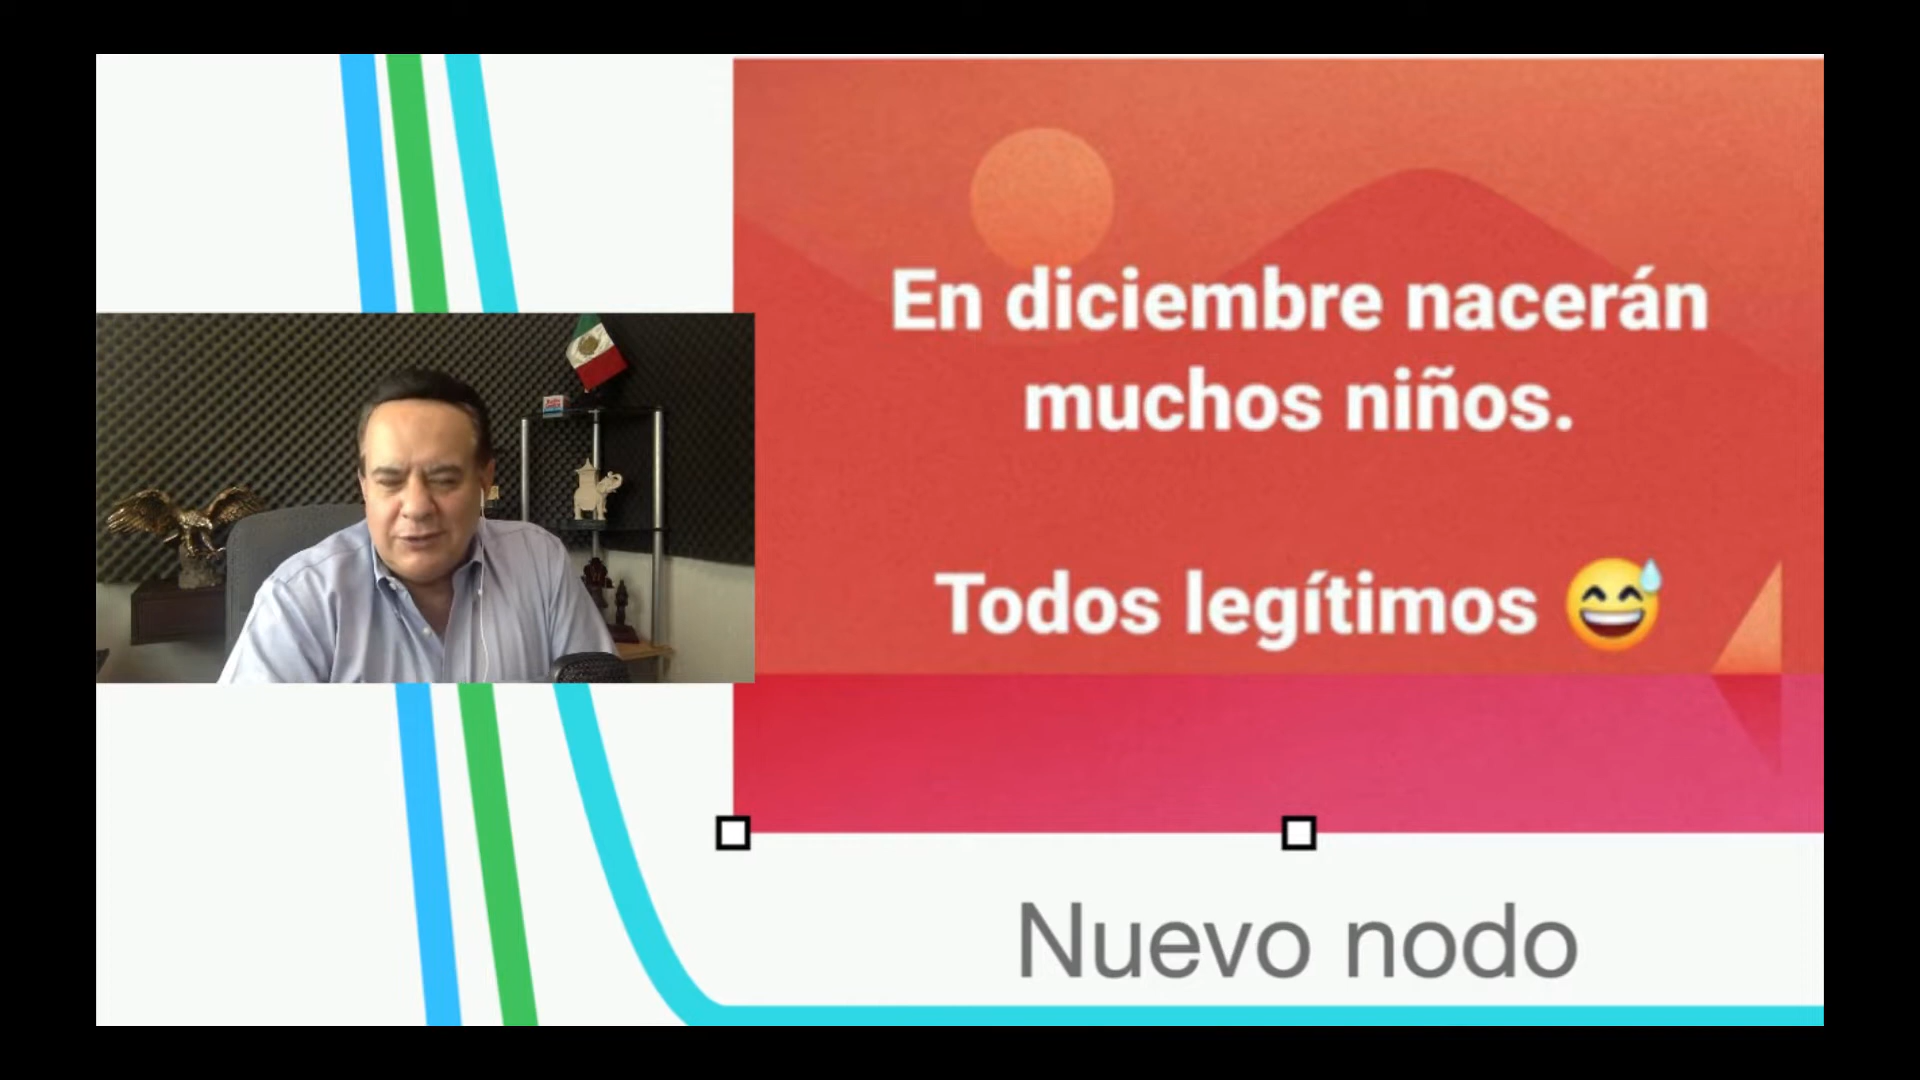 En diciembre nacerán
muchos niños.
Todos legítimos 😅
Nuevo nodo